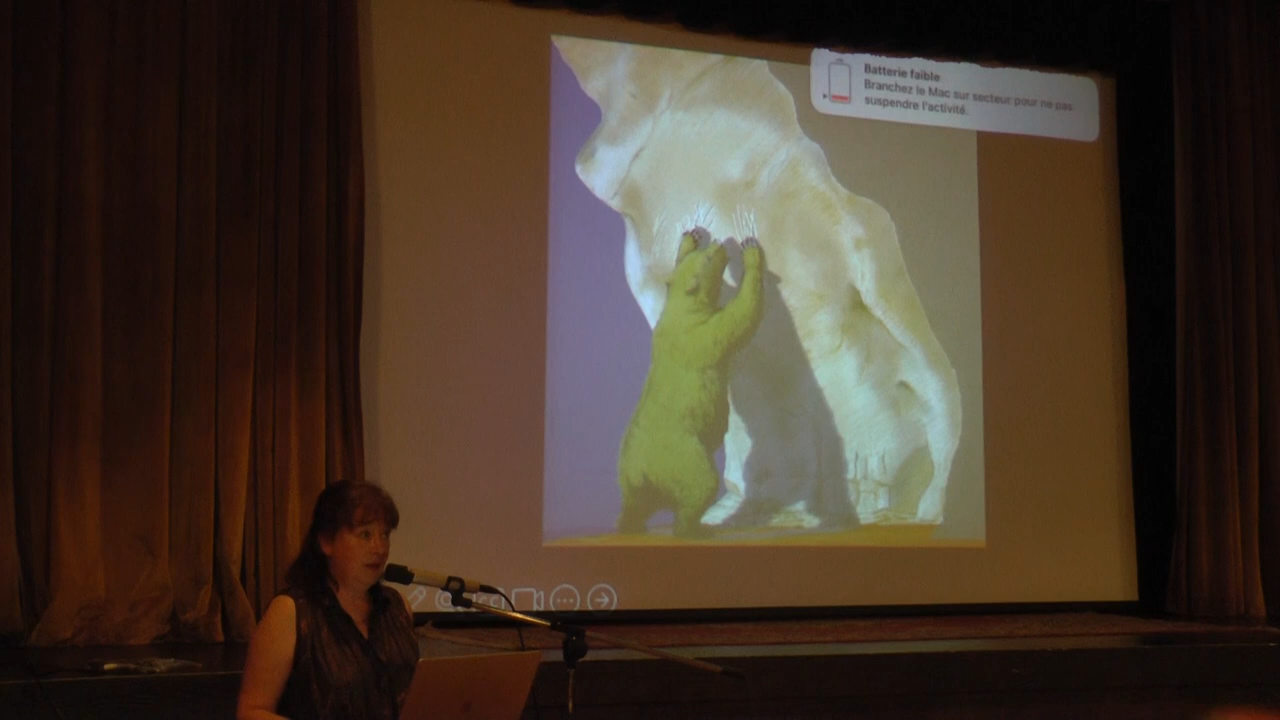 Batterie faible
Branchez le Mac sur secteur pour ne pas
suspendre l'activité.